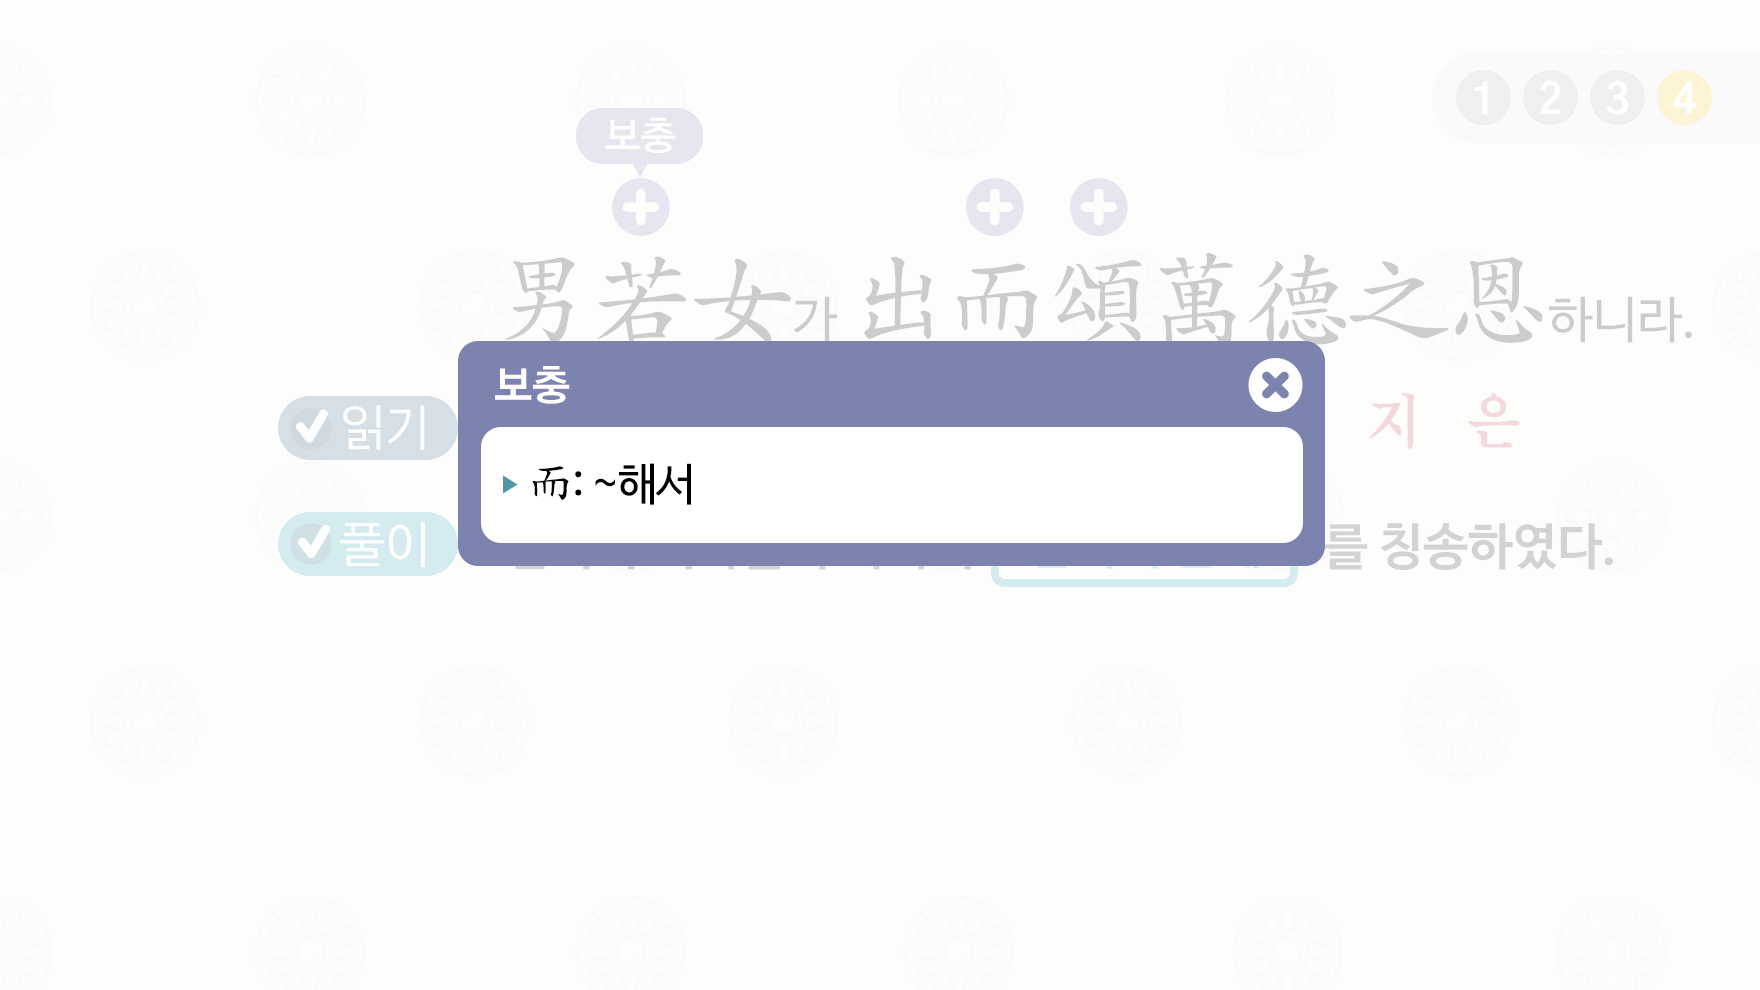 1 2 3 4
보충
男若女가 出而頌萬德之恩하니라.
보충
읽기
지 은
而: ~해서
풀이
를 칭송하였다.